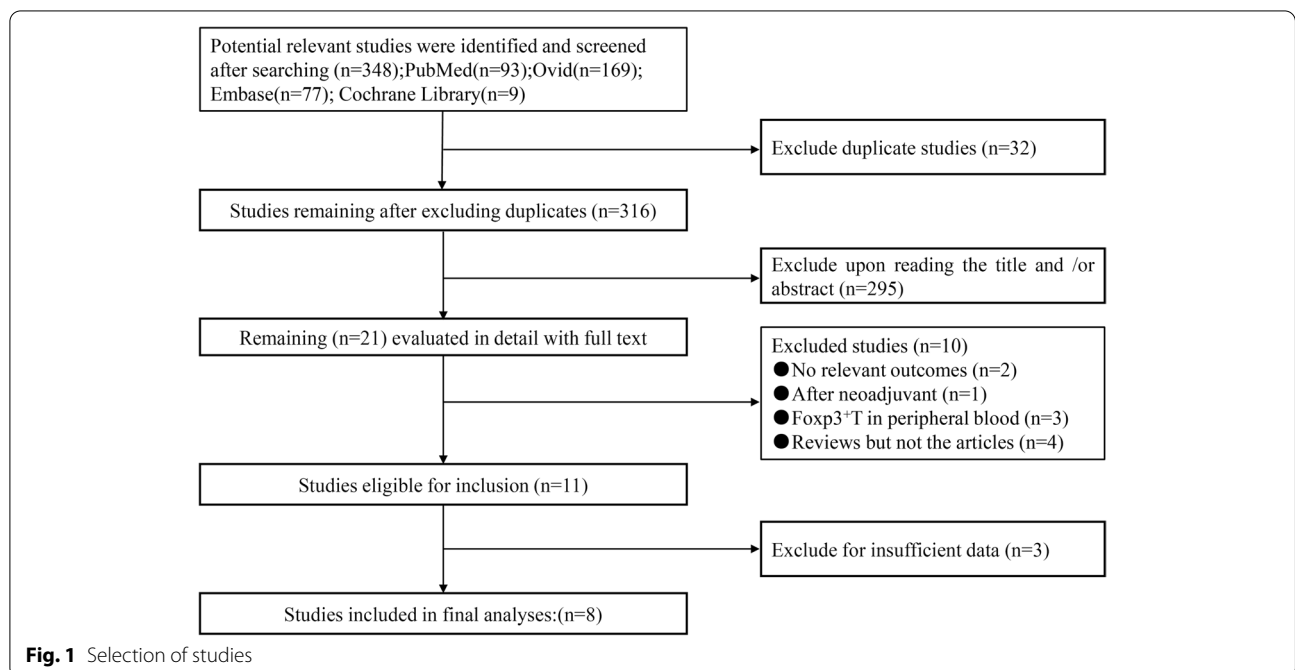 Potential relevant studies were identified and screened
after searching (n=348);PubMed(n=93);Ovid(n=169);
Embase(n=77); Cochrane Library(n=9)
Exclude duplicate studies (n=32)
Studies remaining after excluding duplicates (n=316)
Exclude upon reading the title and /or
abstract (n=295)
Remaining (n=21) evaluated in detail with full text
Excluded studies (n=10)
●No relevant outcomes (n=2)
●After neoadjuvant (n=1)
●Foxp3⁺T in peripheral blood (n=3)
●Reviews but not the articles (n=4)
Studies eligible for inclusion (n=11)
Exclude for insufficient data (n=3)
Studies included in final analyses:(n=8)
Fig. 1 Selection of studies